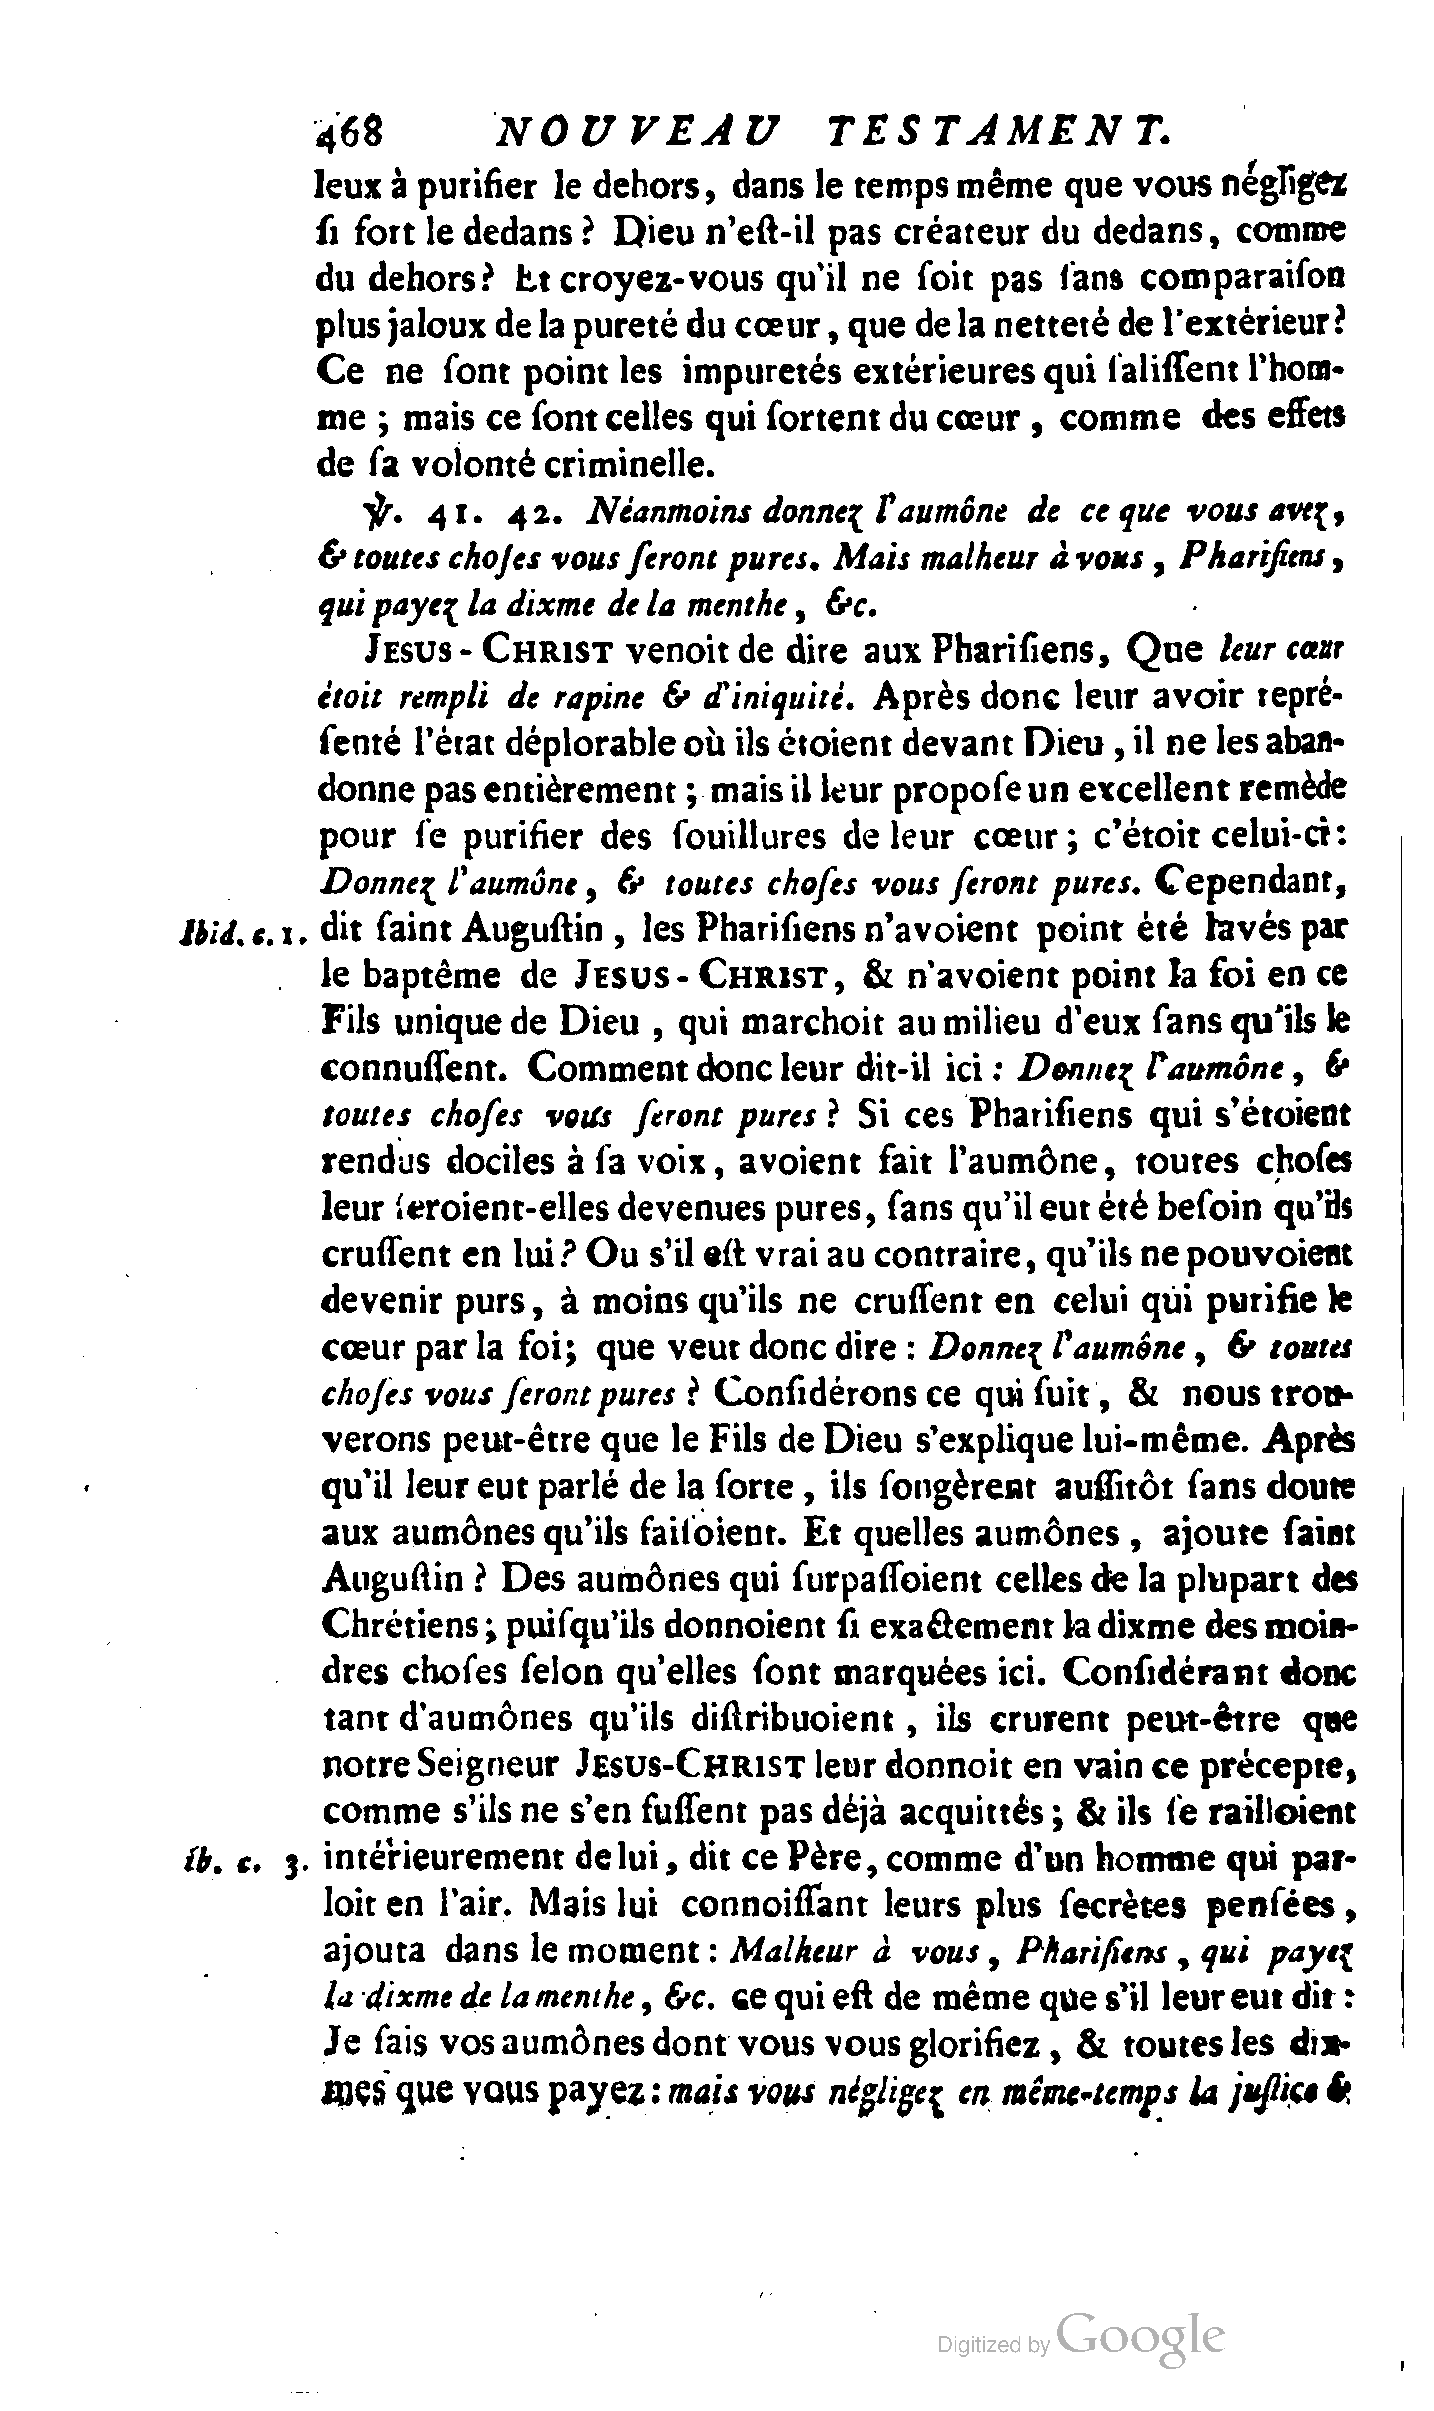 468 NOUVEAU TESTAMENT.
leux à purifier le dehors, dans le temps même que vous négligez
ſi fort le dedans ? Dieu n'eſt-il pas créateur du dedans, comme
du dehors ? Et croyez-vous qu'il ne ſoit pas ſans comparaiſon
plus jaloux de la pureté du cœur, que de la netteté de l'extérieur ?
Ce ne ſont point les impuretés extérieures qui ſaliſſent l'hom-
me ; mais ce ſont celles qui ſortent du cœur, comme des effets
de ſa volonté criminelle.
℣. 41. 42. Néanmoins donnez l'aumône de ce que vous avez,
& toutes choſes vous ſeront pures. Mais malheur à vous, Phariſiens,
qui payez la dixme de la menthe, &c.
JESUS-CHRIST venoit de dire aux Phariſiens, Que leur cœur
étoit rempli de rapine & d'iniquité. Après donc leur avoir repré-
ſenté l'état déplorable où ils étoient devant Dieu, il ne les aban-
donne pas entièrement ; mais il leur propoſe un excellent remède
pour ſe purifier des ſouillures de leur cœur ; c'étoit celui-ci :
Donnez l'aumône, & toutes choſes vous ſeront pures. Cependant,
Ibid. c. 1. dit ſaint Auguſtin, les Phariſiens n'avoient point été lavés par
le baptême de JESUS-CHRIST, & n'avoient point la foi en ce
Fils unique de Dieu, qui marchoit au milieu d'eux ſans qu'ils le
connuſſent. Comment donc leur dit-il ici : Donnez l'aumône, &
toutes choſes vous ſeront pures ? Si ces Phariſiens qui s'étoient
rendus dociles à ſa voix, avoient fait l'aumône, toutes choſes
leur ſeroient-elles devenues pures, ſans qu'il eut été beſoin qu'ils
cruſſent en lui ? Ou s'il eſt vrai au contraire, qu'ils ne pouvoient
devenir purs, à moins qu'ils ne cruſſent en celui qui purifie le
cœur par la foi ; que veut donc dire : Donnez l'aumône, & toutes
choſes vous ſeront pures ? Conſidérons ce qui ſuit, & nous trou-
verons peut-être que le Fils de Dieu s'explique lui-même. Après
qu'il leur eut parlé de la ſorte, ils ſongèrent auſſitôt ſans doute
aux aumônes qu'ils faiſoient. Et quelles aumônes, ajoute ſaint
Auguſtin ? Des aumônes qui ſurpaſſoient celles de la plupart des
Chrétiens ; puiſqu'ils donnoient ſi exactement la dixme des moin-
dres choſes ſelon qu'elles ſont marquées ici. Conſidérant donc
tant d'aumônes qu'ils diſtribuoient, ils crurent peut-être que
notre Seigneur JESUS-CHRIST leur donnoit en vain ce précepte,
comme s'ils ne s'en fuſſent pas déjà acquittés ; & ils ſe railloient
ib. c. 3. intérieurement de lui, dit ce Père, comme d'un homme qui par-
loit en l'air. Mais lui connoiſſant leurs plus ſecrètes penſées,
ajouta dans le moment : Malheur à vous, Phariſiens, qui payez
la dixme de la menthe, &c. ce qui eſt de même que s'il leur eut dit :
Je ſais vos aumônes dont vous vous glorifiez, & toutes les dix-
mes que vous payez : mais vous négligez en même-temps la juſtice &
Digitized by Google